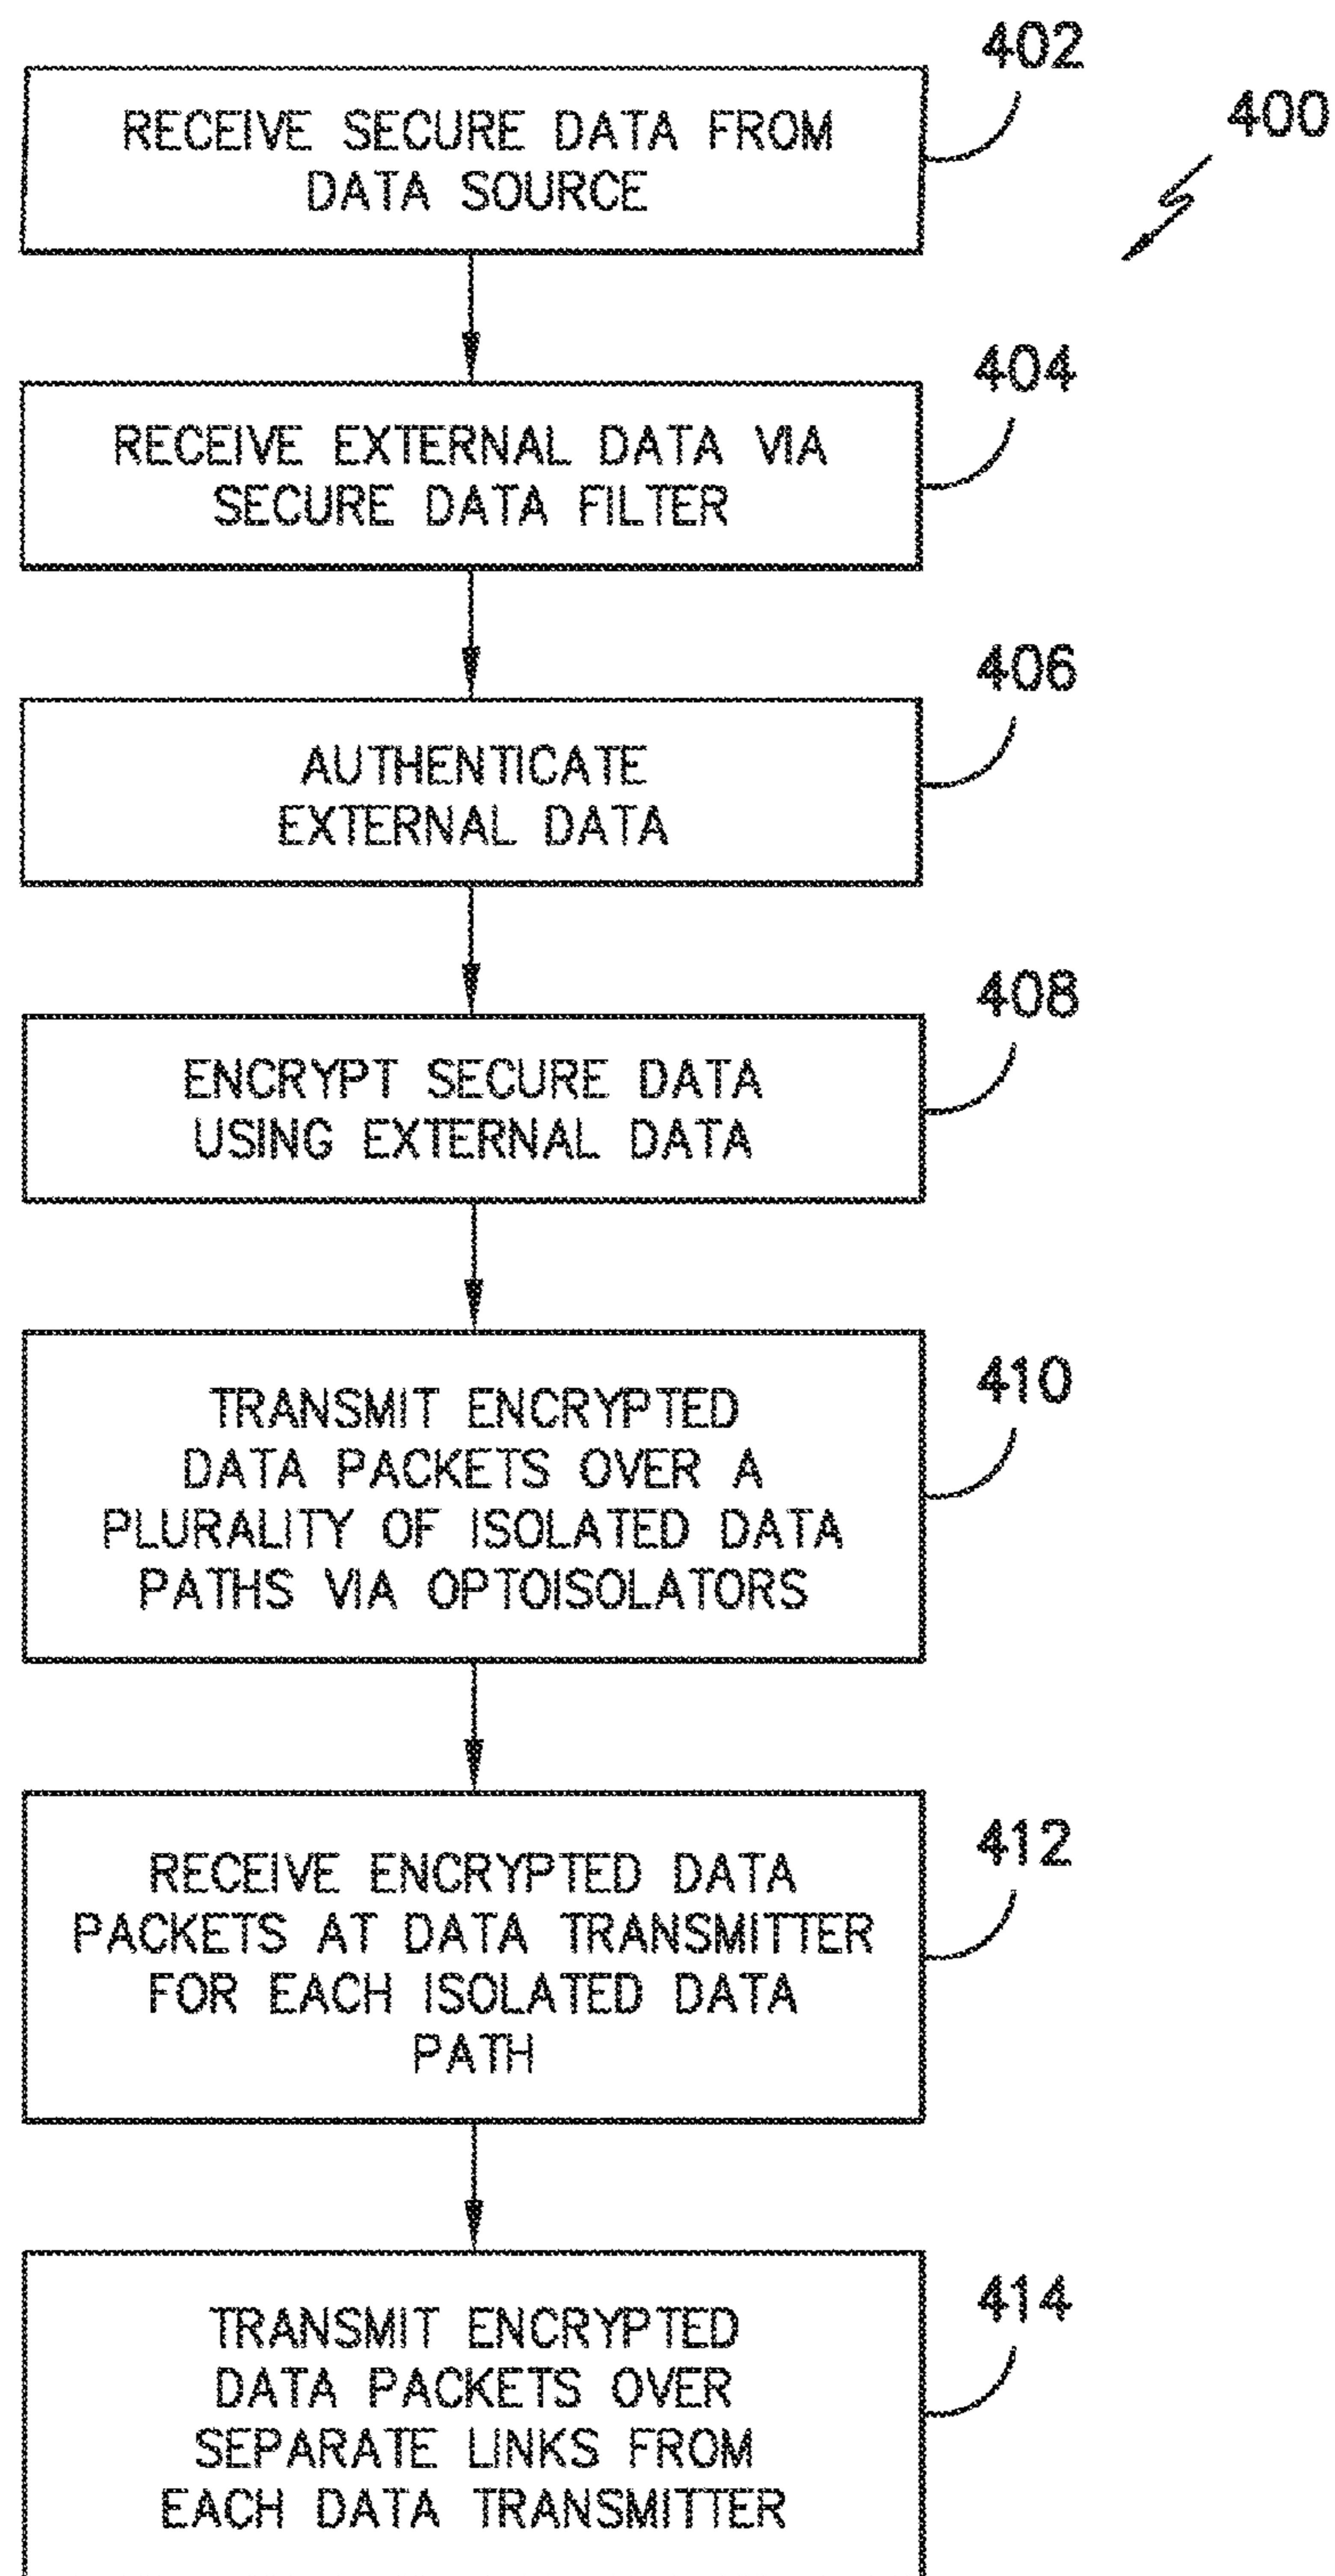 402
400
RECEIVE SECURE DATA FROM
DATA SOURCE
404
RECEIVE EXTERNAL DATA VIA
SECURE DATA FILTER
406
AUTHENTICATE
EXTERNAL DATA
408
ENCRYPT SECURE DATA
USING EXTERNAL DATA
410
TRANSMIT ENCRYPTED
DATA PACKETS OVER A
PLURALITY OF ISOLATED DATA
PATHS VIA OPTOISOLATORS
412
RECEIVE ENCRYPTED DATA
PACKETS AT DATA TRANSMITTER
FOR EACH ISOLATED DATA
PATH
414
TRANSMIT ENCRYPTED
DATA PACKETS OVER
SEPARATE LINKS FROM
EACH DATA TRANSMITTER